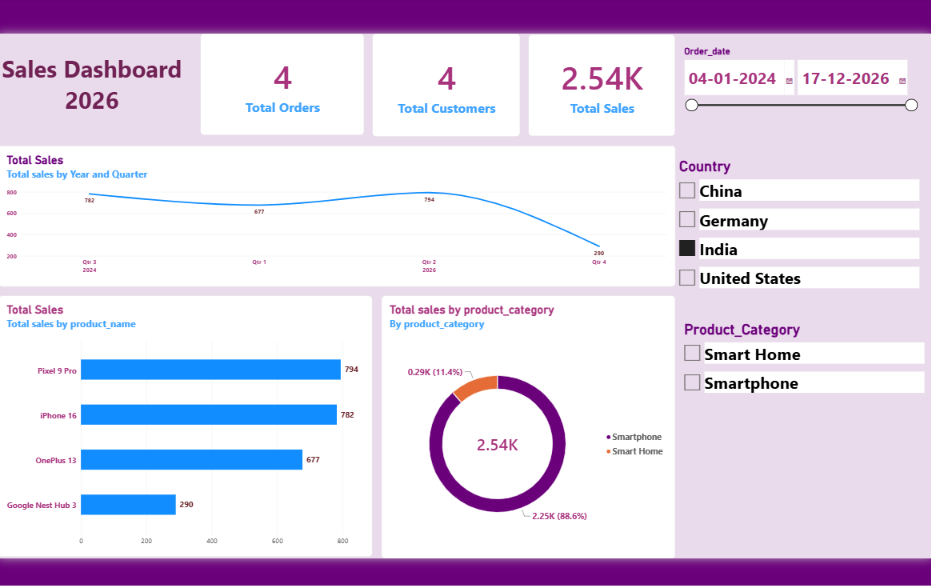 Sales Dashboard
2026
4
Total Orders
4
Total Customers
2.54K
Total Sales
Order_date
04-01-2024
17-12-2026
Total Sales
Total sales by Year and Quarter
800
600
400
200
782
677
794
290
Qtr 3
Qtr 1
Qtr 2
Qtr 4
2024
2026
Country
China
Germany
India
United States
Total Sales
Total sales by product_name
Pixel 9 Pro
794
iPhone 16
782
OnePlus 13
677
Google Nest Hub 3
290
0
200
400
600
800
Total sales by product_category
By product_category
0.29K (11.4%)
2.54K
2.25K (88.6%)
Smartphone
Smart Home
Product_Category
Smart Home
Smartphone